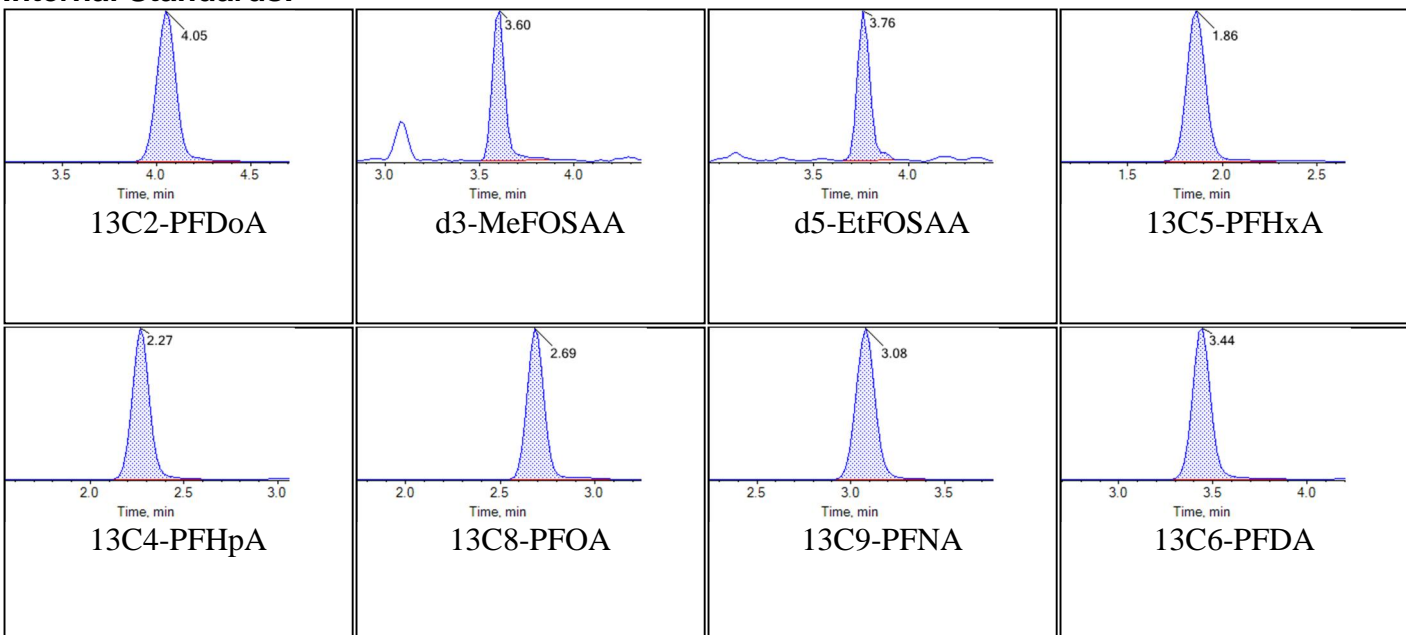 4.05
3.5 4.0 4.5
Time, min
13C2-PFDoA
3.60
3.0 3.5 4.0
Time, min
d3-MeFOSAA
3.76
3.5 4.0
Time, min
d5-EtFOSAA
1.86
1.5 2.0 2.5
Time, min
13C5-PFHxA
2.27
2.0 2.5 3.0
Time, min
13C4-PFHpA
2.69
2.0 2.5 3.0
Time, min
13C8-PFOA
3.08
2.5 3.0 3.5
Time, min
13C9-PFNA
3.44
3.0 3.5 4.0
Time, min
13C6-PFDA